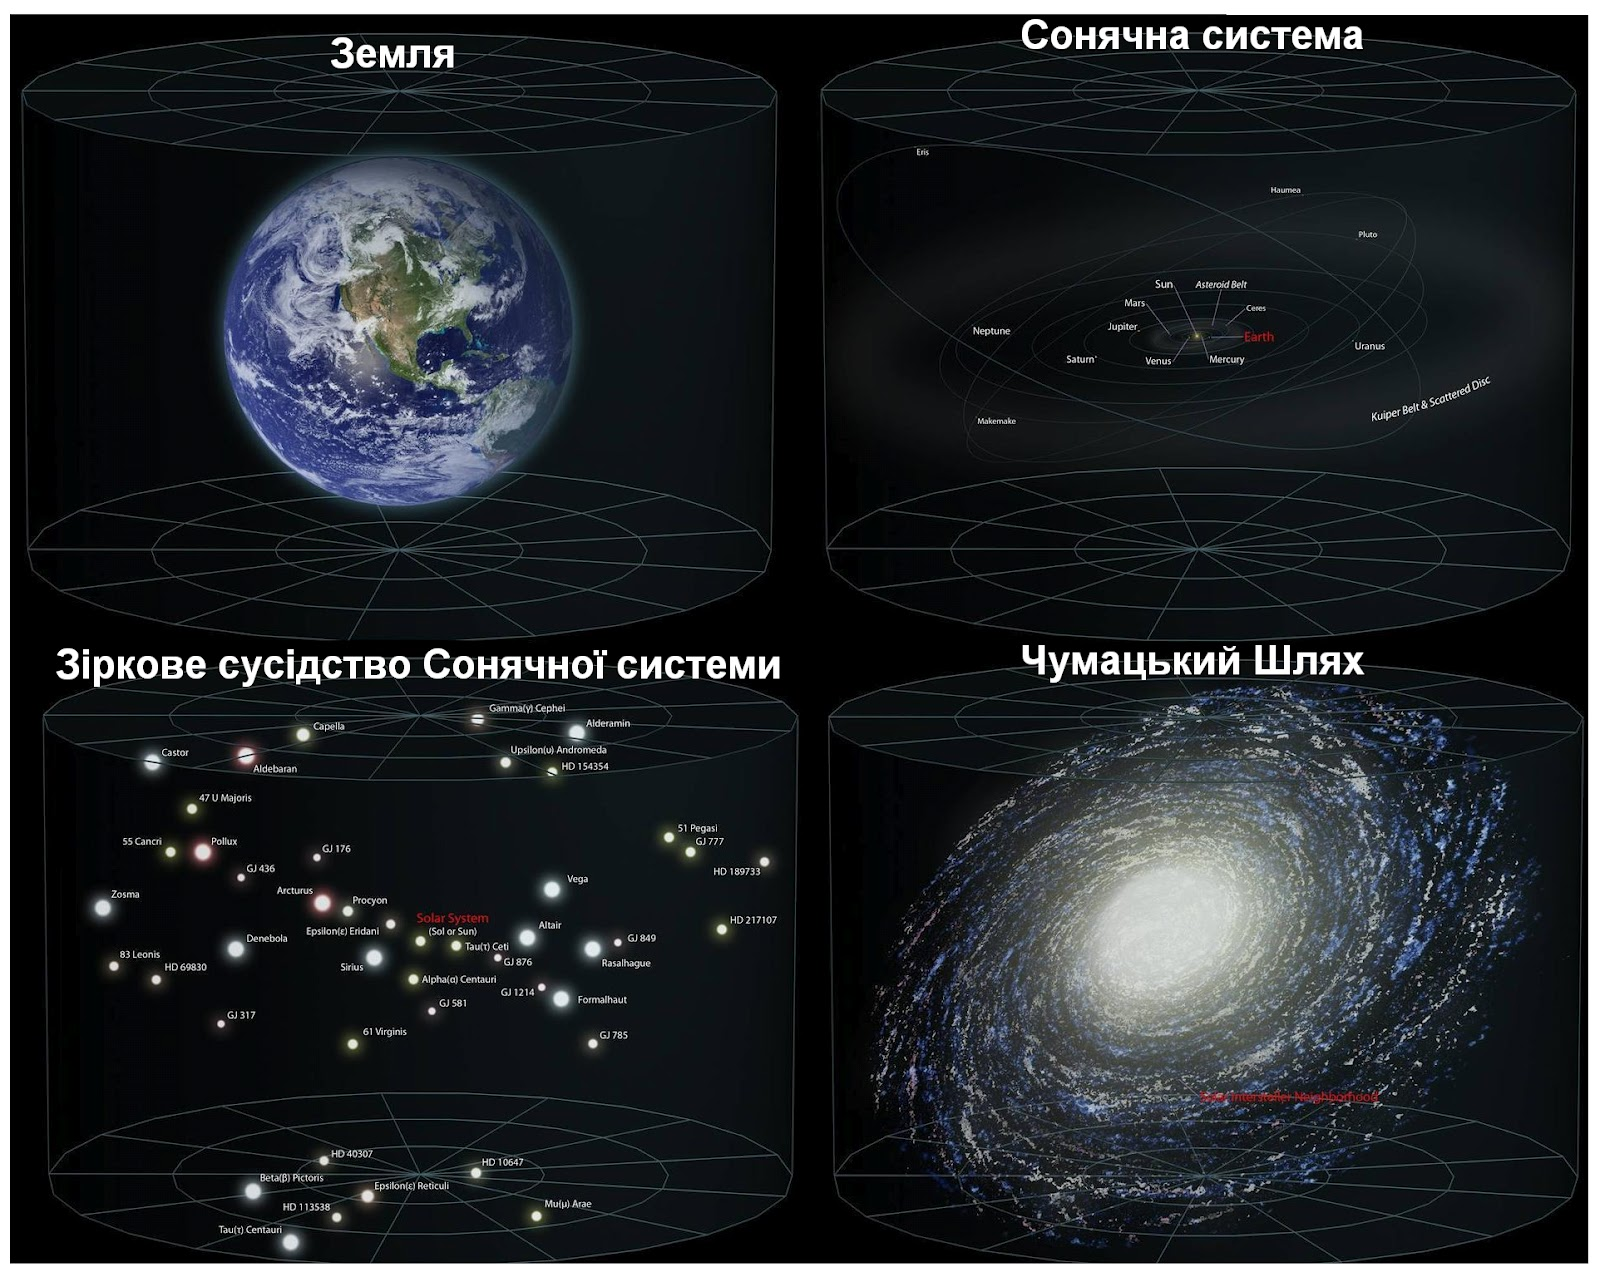 Земля
Сонячна система
Eris
Haumea
Pluto
Sun
Asteroid Belt
Mars
Ceres
Jupiter
Neptune
Earth
Uranus
Saturn
Venus
Mercury
Kuiper Belt & Scattered Disc
Makemake
Зіркове сусідство Сонячної системи
Gamma(γ) Cephei
Alderamin
Capella
Castor
Upsilon(υ) Andromeda
Aldebaran
HD 154354
47 U Majoris
51 Pegasi
55 Cancri
Pollux
GJ 777
GJ 176
GJ 436
HD 189733
Vega
Arcturus
Zosma
Procyon
Solar System
(Sol or Sun)
HD 217107
Epsilon(ε) Eridani
Altair
Denebola
GJ 849
Tau(τ) Ceti
83 Leonis
Sirius
GJ 876
Rasalhague
HD 69830
Alpha(α) Centauri
GJ 1214
Formalhaut
GJ 581
GJ 317
61 Virginis
GJ 785
HD 40307
HD 10647
Beta(β) Pictoris
Epsilon(ε) Reticuli
HD 113538
Mu(μ) Arae
Tau(τ) Centauri
Чумацький Шлях
Solar Interstellar Neighborhood